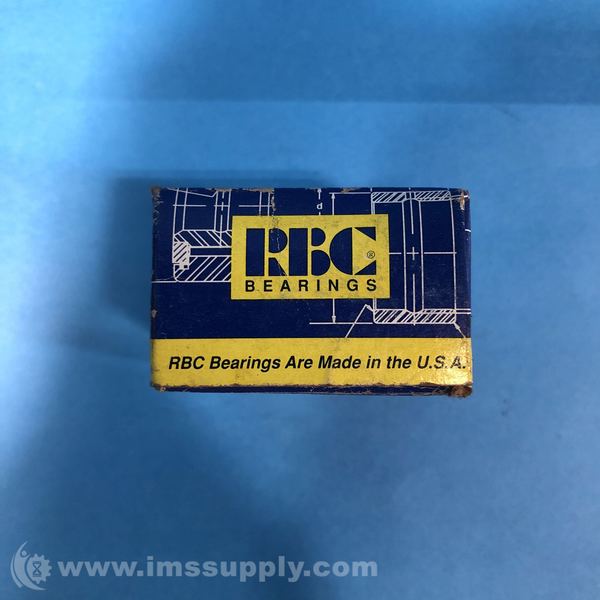 d
RBC®
BEARINGS
RBC Bearings Are Made in the U.S.A.
www.imssupply.com